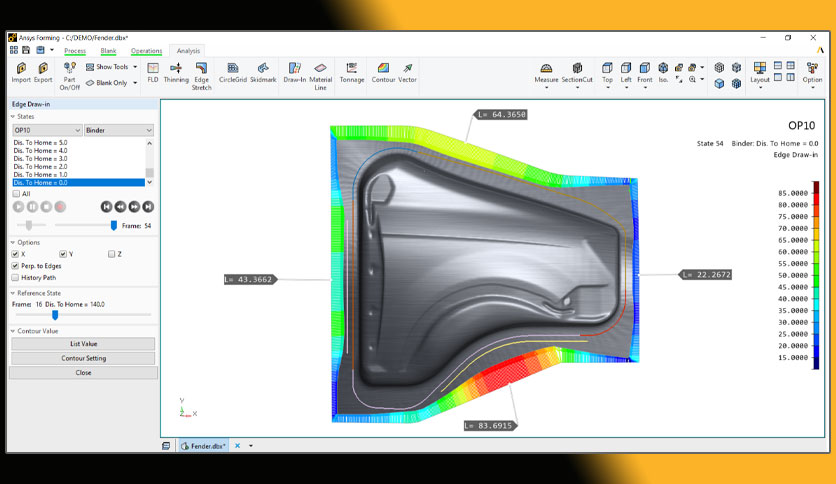 Ansys Forming - C:/DEMO/Fender.dbx*
Process Blank Operations Analysis
Import Export
Part On/Off
Show Tools
Blank Only
FLD Thinning Edge Stretch
CircleGrid Skidmark
Draw-In Material Line
Tonnage
Contour Vector
Measure SectionCut
Top Left Front Iso.
Layout
Option
Edge Draw-in
States
OP10 Binder
Dis. To Home = 5.0
Dis. To Home = 4.0
Dis. To Home = 3.0
Dis. To Home = 2.0
Dis. To Home = 1.0
Dis. To Home = 0.0
All
Frame: 54
Options
X Y Z
Perp. to Edges
History Path
Reference State
Frame: 16 Dis. To Home = 140.0
Contour Value
List Value
Contour Setting
Close
OP10
State 54 Binder: Dis. To Home = 0.0
Edge Draw-in
L= 64.3650
L= 43.3662
L= 22.2672
L= 83.6915
85.0000
80.0000
75.0000
70.0000
65.0000
60.0000
55.0000
50.0000
45.0000
40.0000
35.0000
30.0000
25.0000
20.0000
15.0000
Y
Z X
Fender.dbx*